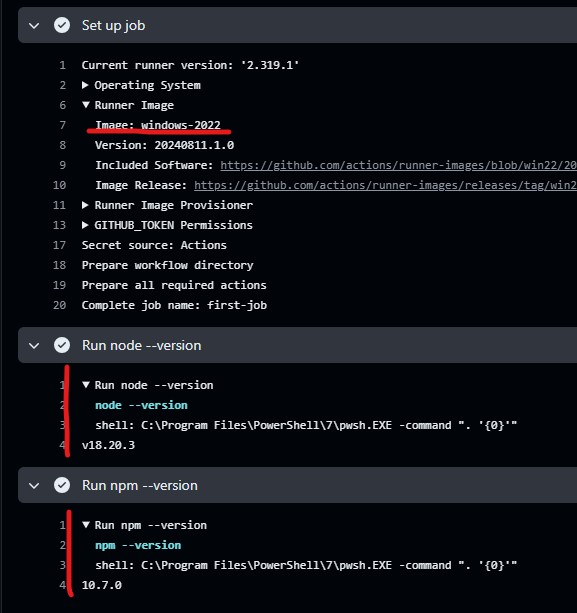 Set up job
1 Current runner version: '2.319.1'
2 Operating System
6 Runner Image
7 Image: windows-2022
8 Version: 20240811.1.0
9 Included Software: https://github.com/actions/runner-images/blob/win22/20
10 Image Release: https://github.com/actions/runner-images/releases/tag/win2
11 Runner Image Provisioner
13 GITHUB_TOKEN Permissions
17 Secret source: Actions
18 Prepare workflow directory
19 Prepare all required actions
20 Complete job name: first-job
Run node --version
1 Run node --version
2 node --version
3 shell: C:\Program Files\PowerShell\7\pwsh.EXE -command ". '{0}'"
4 v18.20.3
Run npm --version
1 Run npm --version
2 npm --version
3 shell: C:\Program Files\PowerShell\7\pwsh.EXE -command ". '{0}'"
4 10.7.0